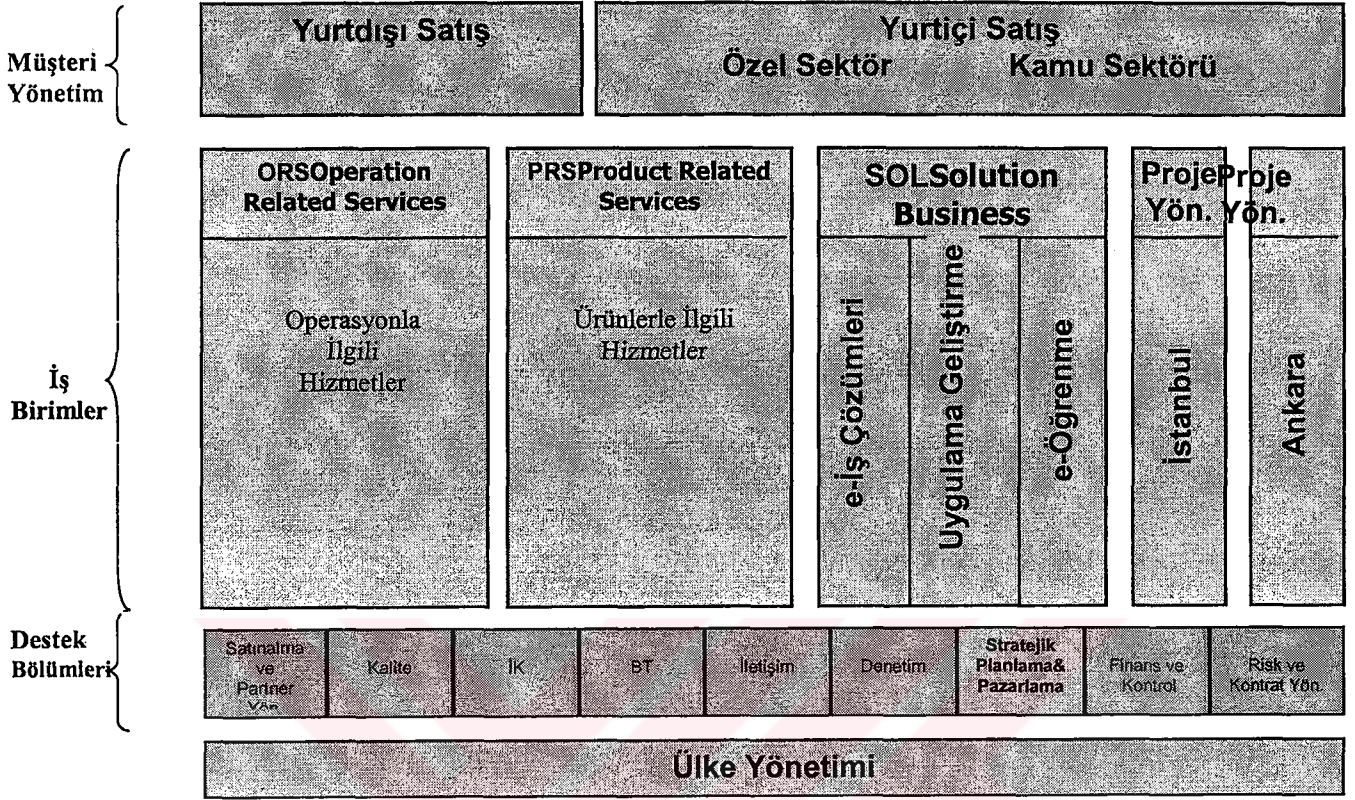 Müşteri
Yönetim
Yurtdışı Satış
Yurtiçi Satış
Özel Sektör
Kamu Sektörü
İş
Birimler
ORSOperation
Related Services
Operasyonla
İlgili
Hizmetler
PRSProduct Related
Services
Ürünlerle İlgili
Hizmetler
SOLSolution
Business
e-İş Çözümleri
Uygulama Geliştirme
e-Öğrenme
Proje
Yön.
İstanbul
Proje
Yön.
Ankara
Destek
Bölümleri
Satınalma
ve
Partner
Yön.
Kalite
İK
BT
İletişim
Denetim
Stratejik
Planlama&
Pazarlama
Finans ve
Kontrol
Risk ve
Kontrat Yön.
Ülke Yönetimi